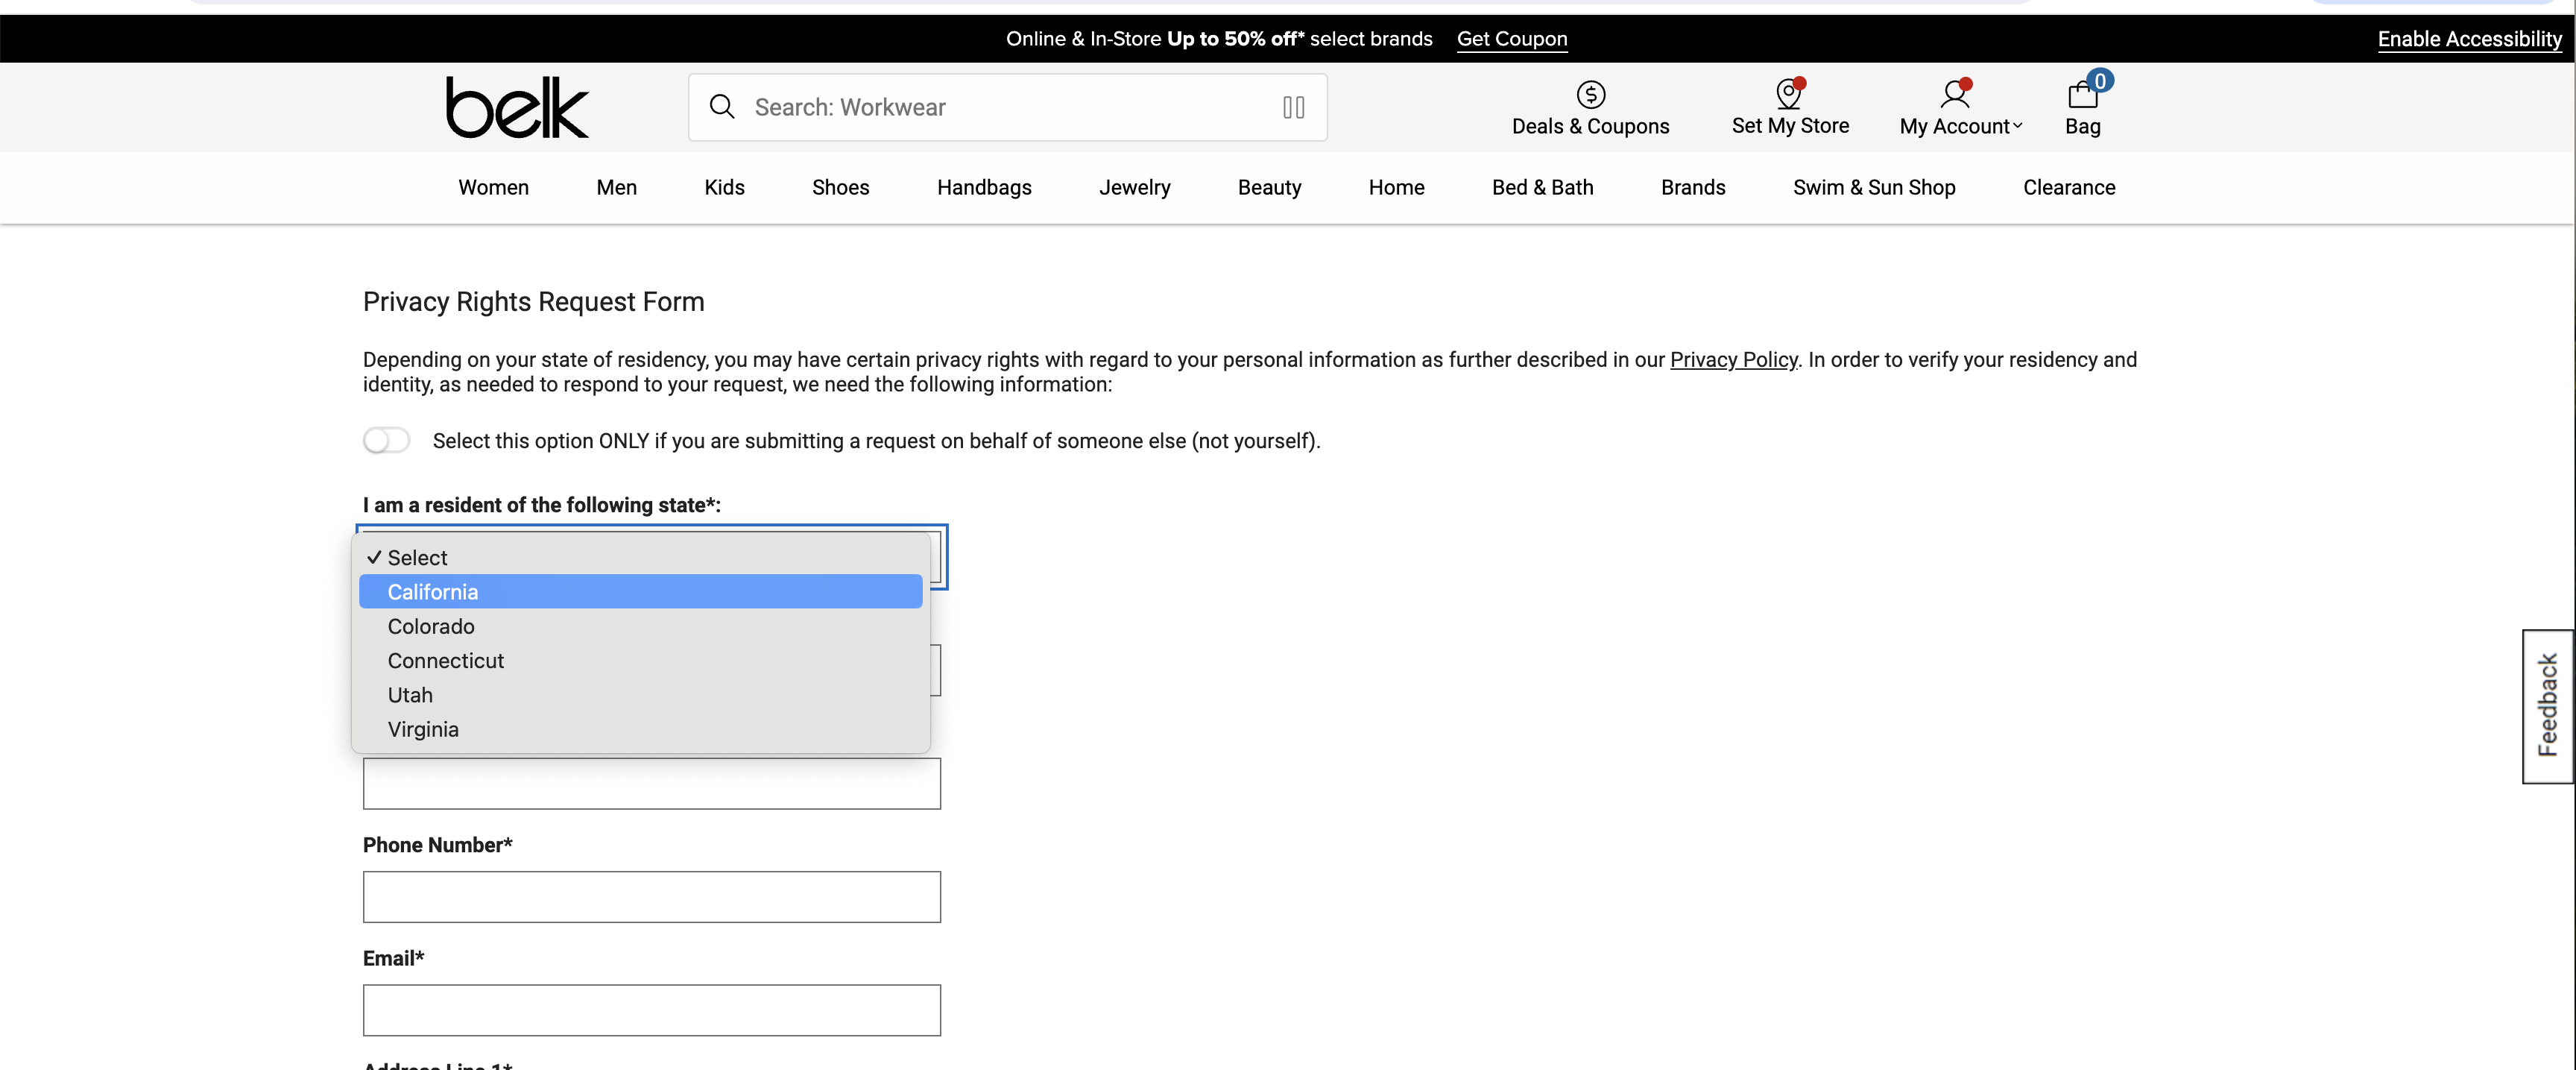 Online & In-Store Up to 50% off* select brands Get Coupon Enable Accessibility
belk
Search: Workwear
Deals & Coupons
Set My Store
My Account
0
Bag
Women Men Kids Shoes Handbags Jewelry Beauty Home Bed & Bath Brands Swim & Sun Shop Clearance
Privacy Rights Request Form
Depending on your state of residency, you may have certain privacy rights with regard to your personal information as further described in our Privacy Policy. In order to verify your residency and
identity, as needed to respond to your request, we need the following information:
Select this option ONLY if you are submitting a request on behalf of someone else (not yourself).
I am a resident of the following state*:
✓ Select
California
Colorado
Connecticut
Utah
Virginia
Phone Number*
Email*
Address Line 1*
Feedback